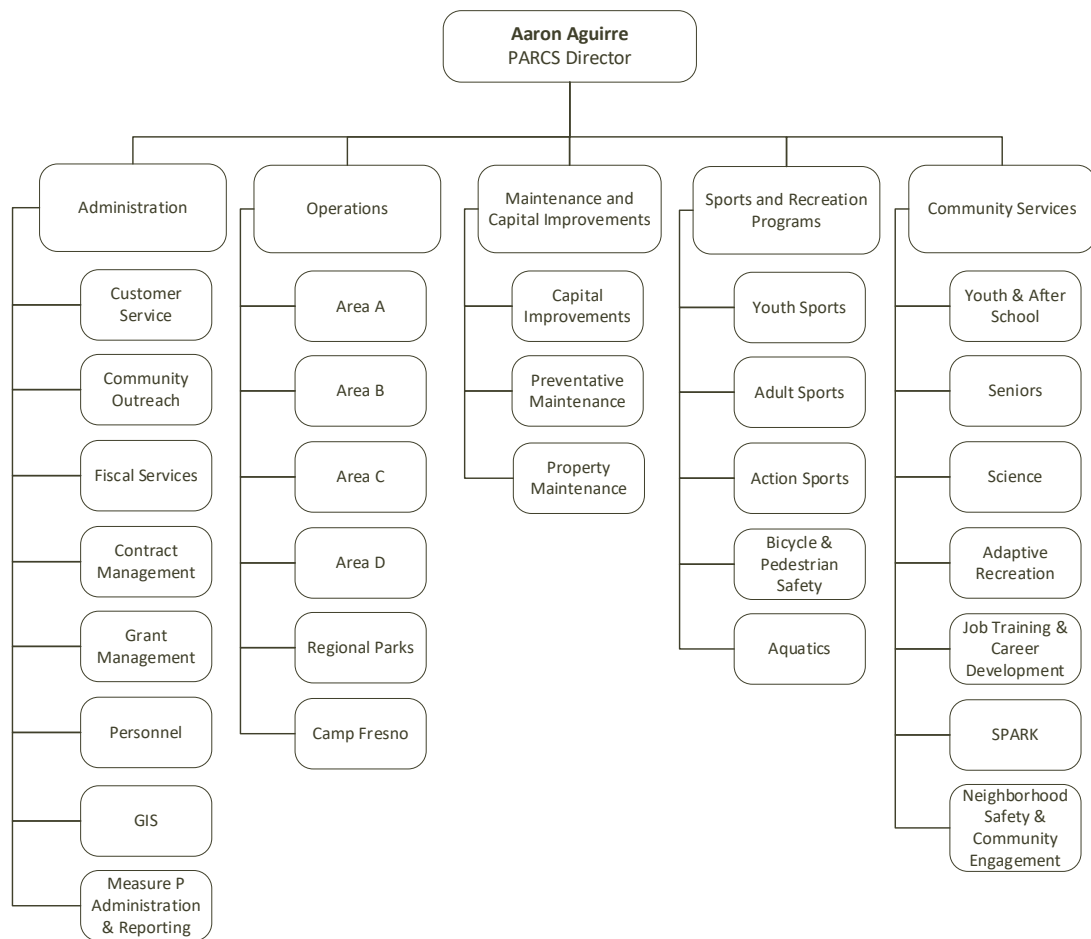 Aaron Aguirre
PARCS Director
Administration
Customer
Service
Community
Outreach
Fiscal Services
Contract
Management
Grant
Management
Personnel
GIS
Measure P
Administration
& Reporting
Operations
Area A
Area B
Area C
Area D
Regional Parks
Camp Fresno
Maintenance and
Capital Improvements
Capital
Improvements
Preventative
Maintenance
Property
Maintenance
Sports and Recreation
Programs
Youth Sports
Adult Sports
Action Sports
Bicycle &
Pedestrian
Safety
Aquatics
Community Services
Youth & After
School
Seniors
Science
Adaptive
Recreation
Job Training &
Career
Development
SPARK
Neighborhood
Safety &
Community
Engagement